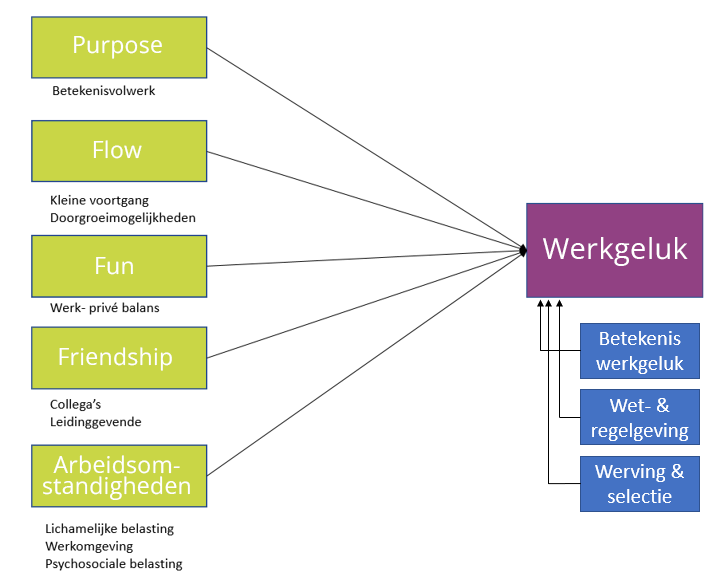 Purpose
Betekenisvolwerk
Flow
Kleine voortgang
Doorgroeimogelijkheden
Fun
Werk- privé balans
Friendship
Collega’s
Leidinggevende
Arbeidsom-
standigheden
Lichamelijke belasting
Werkomgeving
Psychosociale belasting
Werkgeluk
Betekenis
werkgeluk
Wet- &
regelgeving
Werving &
selectie